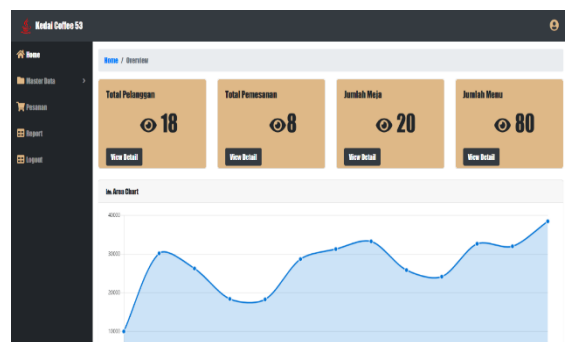 Kedai Coffee 53
Home
Master Data
Pesanan
Report
Logout
Home / Overview
Total Pelanggan
18
View Detail
Total Pemesanan
8
View Detail
Jumlah Meja
20
View Detail
Jumlah Menu
80
View Detail
Area Chart
40000
30000
20000
10000